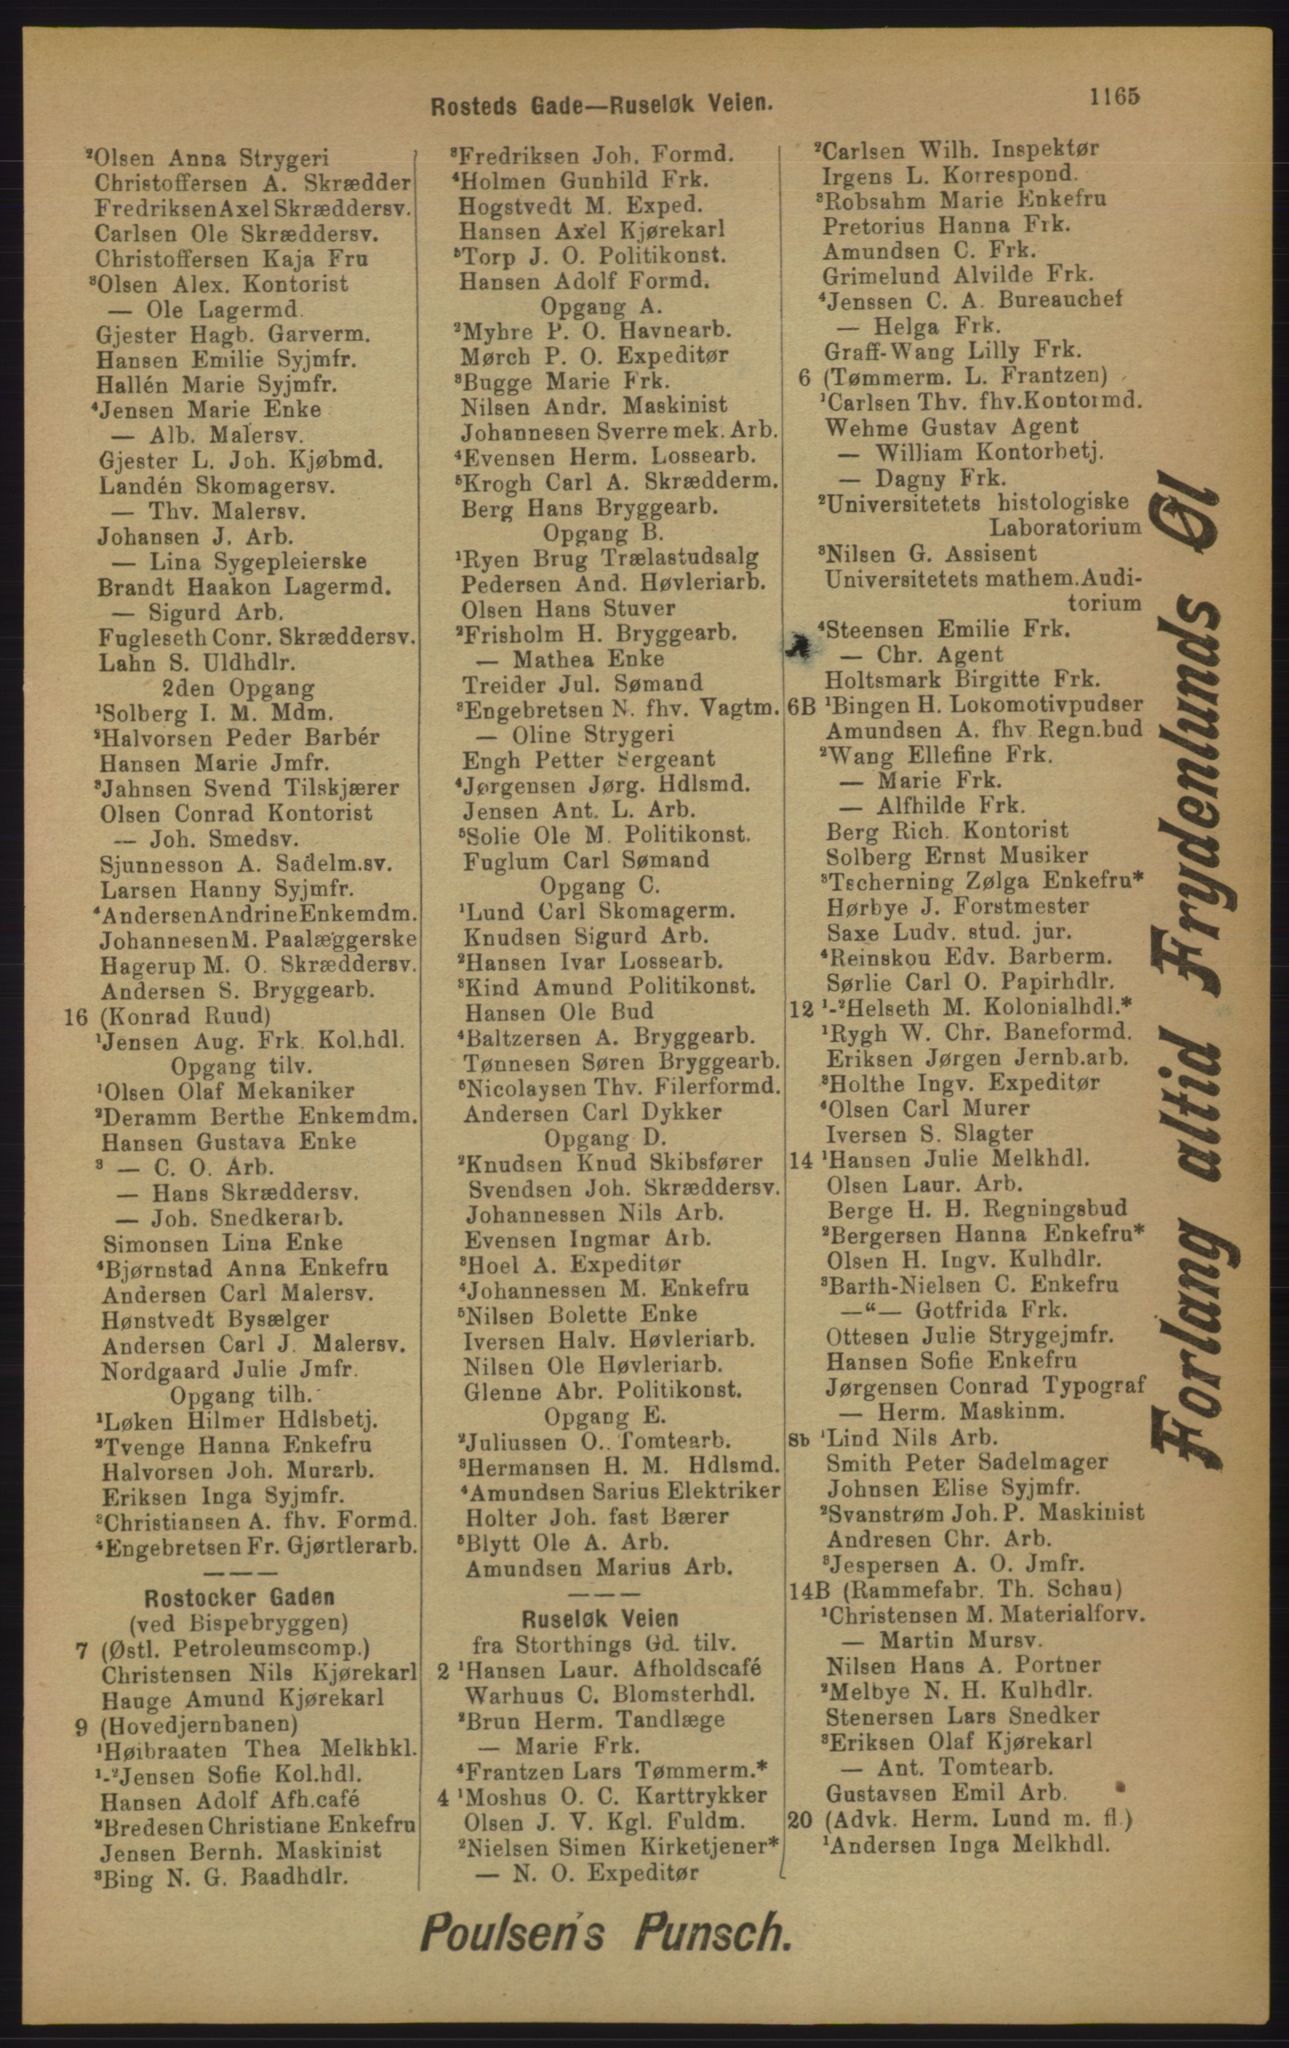 Rosteds Gade—Ruseløk Veien.
1165
²Olsen Anna Strygeri
Christoffersen A. Skrædder
Fredriksen Axel Skræddersv.
Carlsen Ole Skræddersv.
Christoffersen Kaja Fru
³Olsen Alex. Kontorist
— Ole Lagermd.
Gjester Hagb. Garverm.
Hansen Emilie Syjmfr.
Hallén Marie Syjmfr.
⁴Jensen Marie Enke
— Alb. Malersv.
Gjester L. Joh. Kjøbmd.
Landén Skomagersv.
— Thv. Malersv.
Johansen J. Arb.
— Lina Sygepleierske
Brandt Haakon Lagermd.
— Sigurd Arb.
Fugleseth Conr. Skræddersv.
Lahn S. Uldhdlr.
2den Opgang
¹Solberg I. M. Mdm.
²Halvorsen Peder Barbér
Hansen Marie Jmfr.
³Jahnsen Svend Tilskjærer
Olsen Conrad Kontorist
— Joh. Smedsv.
Sjunnesson A. Sadelm.sv.
Larsen Hanny Syjmfr.
⁴Andersen Andrine Enkemdm.
Johannesen M. Paalæggerske
Hagerup M. O. Skræddersv.
Andersen S. Bryggearb.
16 (Konrad Ruud)
¹Jensen Aug. Frk. Kol.hdl.
Opgang tilv.
¹Olsen Olaf Mekaniker
²Deramm Berthe Enkemdm.
Hansen Gustava Enke
³ — C. O. Arb.
— Hans Skræddersv.
— Joh. Snedkerarb.
Simonsen Lina Enke
⁴Bjørnstad Anna Enkefru
Andersen Carl Malersv.
Hønstvedt Bysælger
Andersen Carl J. Malersv.
Nordgaard Julie Jmfr.
Opgang tilh.
¹Løken Hilmer Hdlsbetj.
²Tvenge Hanna Enkefru
Halvorsen Joh. Murarb.
Eriksen Inga Syjmfr.
³Christiansen A. fhv. Formd.
⁴Engebretsen Fr. Gjørtlerarb.
———
Rostocker Gaden
(ved Bispebryggen)
7 (Østl. Petroleumscomp.)
Christensen Nils Kjørekarl
Hauge Amund Kjørekarl
9 (Hovedjernbanen)
¹Høibraaten Thea Melkhkl.
¹-²Jensen Sofie Kol.hdl.
Hansen Adolf Afh.café
²Bredesen Christiane Enkefru
Jensen Bernh. Maskinist
³Bing N. G. Baadhdlr.
³Fredriksen Joh. Formd.
⁴Holmen Gunhild Frk.
Hogstvedt M. Exped.
Hansen Axel Kjørekarl
⁵Torp J. O. Politikonst.
Hansen Adolf Formd.
Opgang A.
²Myhre P. O. Havnearb.
Mørch P. O. Expeditør
³Bugge Marie Frk.
Nilsen Andr. Maskinist
Johannesen Sverre mek. Arb.
⁴Evensen Herm. Lossearb.
⁵Krogh Carl A. Skrædderm.
Berg Hans Bryggearb.
Opgang B.
¹Ryen Brug Trælastudsalg
Pedersen And. Høvleriarb.
Olsen Hans Stuver
²Frisholm H. Bryggearb.
— Mathea Enke
Treider Jul. Sømand
³Engebretsen N. fhv. Vagtm.
— Oline Strygeri
Engh Petter Sergeant
⁴Jørgensen Jørg. Hdlsmd.
Jensen Ant. L. Arb.
⁵Solie Ole M. Politikonst.
Fuglum Carl Sømand
Opgang C.
¹Lund Carl Skomagerm.
Knudsen Sigurd Arb.
²Hansen Ivar Lossearb.
³Kind Amund Politikonst.
Hansen Ole Bud
⁴Baltzersen A. Bryggearb.
Tønnesen Søren Bryggearb.
⁵Nicolaysen Thv. Filerformd.
Andersen Carl Dykker
Opgang D.
²Knudsen Knud Skibsfører
Svendsen Joh. Skræddersv.
Johannessen Nils Arb.
Evensen Ingmar Arb.
³Hoel A. Expeditør
⁴Johannessen M. Enkefru
⁵Nilsen Bolette Enke
Iversen Halv. Høvleriarb.
Nilsen Ole Høvleriarb.
Glenne Abr. Politikonst.
Opgang E.
²Juliussen O. Tomtearb.
³Hermansen H. M. Hdlsmd.
⁴Amundsen Sarius Elektriker
Holter Joh. fast Bærer
⁵Blytt Ole A. Arb.
Amundsen Marius Arb.
———
Ruseløk Veien
fra Storthings Gd. tilv.
2 ¹Hansen Laur. Afholdscafé
Warhuus C. Blomsterhdl.
²Brun Herm. Tandlæge
— Marie Frk.
⁴Frantzen Lars Tømmerm.*
4 ¹Moshus O. C. Karttrykker
Olsen J. V. Kgl. Fuldm.
²Nielsen Simen Kirketjener*
— N. O. Expeditør
²Carlsen Wilh. Inspektør
Irgens L. Korrespond.
³Robsahm Marie Enkefru
Pretorius Hanna Frk.
Amundsen C. Frk.
Grimelund Alvilde Frk.
⁴Jenssen C. A. Bureauchef
— Helga Frk.
Graff-Wang Lilly Frk.
6 (Tømmerm. L. Frantzen)
¹Carlsen Thv. fhv. Kontormd.
Wehme Gustav Agent
— William Kontorbetj.
— Dagny Frk.
²Universitetets histologiske
Laboratorium
³Nilsen G. Assisent
Universitetets mathem. Audi-
torium
⁴Steensen Emilie Frk.
— Chr. Agent
Holtsmark Birgitte Frk.
6B ¹Bingen H. Lokomotivpudser
Amundsen A. fhv Regn.bud
²Wang Ellefine Frk.
— Marie Frk.
— Alfhilde Frk.
Berg Rich. Kontorist
Solberg Ernst Musiker
³Tscherning Zølga Enkefru*
Hørbye J. Forstmester
Saxe Ludv. stud. jur.
⁴Reinskou Edv. Barberm.
Sørlie Carl O. Papirhdlr.
12 ¹-²Helseth M. Kolonialhdl.*
¹Rygh W. Chr. Baneformd.
Eriksen Jørgen Jernb.arb.
³Holthe Ingv. Expeditør
⁴Olsen Carl Murer
Iversen S. Slagter
14 ¹Hansen Julie Melkhdl.
Olsen Laur. Arb.
Berge H. H. Regningsbud
²Bergersen Hanna Enkefru*
Olsen H. Ingv. Kulhdlr.
³Barth-Nielsen C. Enkefru
—“— Gotfrida Frk.
Ottesen Julie Strygejmfr.
Hansen Sofie Enkefru
Jørgensen Conrad Typograf
— Herm. Maskinm.
8b ¹Lind Nils Arb.
Smith Peter Sadelmager
Johnsen Elise Syjmfr.
²Svanstrøm Joh. P. Maskinist
Andresen Chr. Arb.
³Jespersen A. O. Jmfr.
14B (Rammefabr. Th. Schau)
¹Christensen M. Materialforv.
— Martin Mursv.
Nilsen Hans A. Portner
²Melbye N. H. Kulhdlr.
Stenersen Lars Snedker
³Eriksen Olaf Kjørekarl
— Ant. Tomtearb.
Gustavsen Emil Arb.
20 (Advk. Herm. Lund m. fl.)
¹Andersen Inga Melkhdl.
Forlang altid Frydenlunds Øl
Poulsen's Punsch.